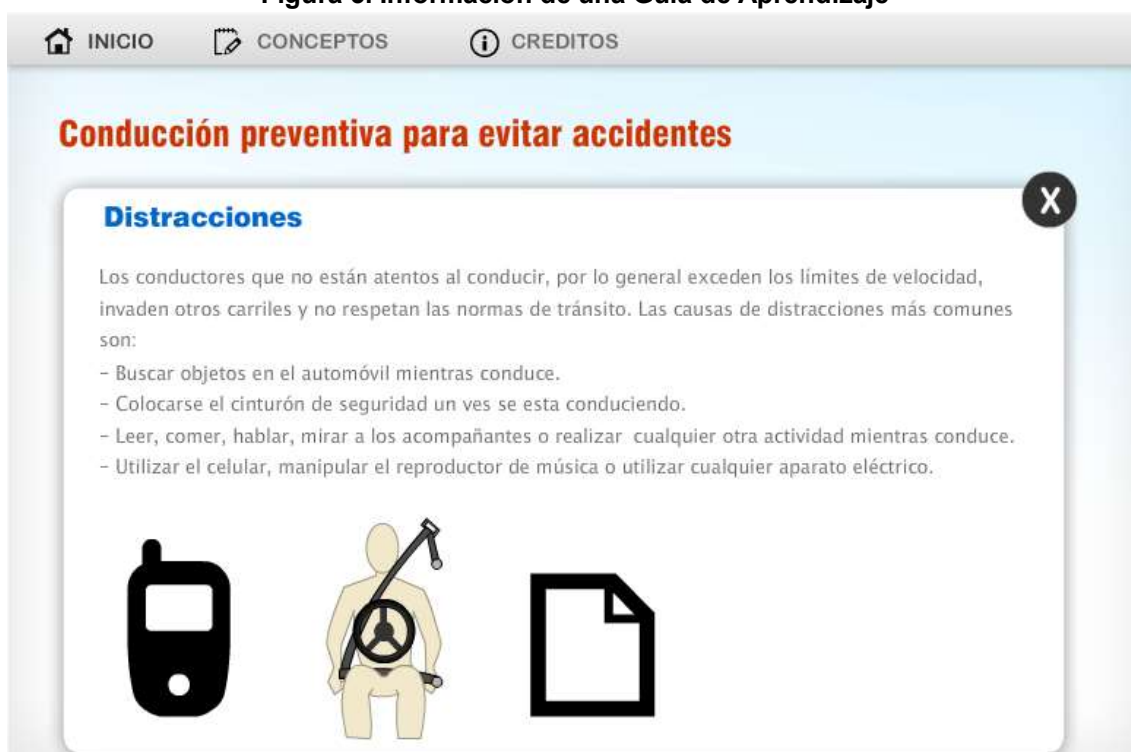 Figura 3. Información de una Guía de Aprendizaje
INICIO CONCEPTOS CREDITOS
Conducción preventiva para evitar accidentes
X
Distracciones
Los conductores que no están atentos al conducir, por lo general exceden los límites de velocidad,
invaden otros carriles y no respetan las normas de tránsito. Las causas de distracciones más comunes
son:
– Buscar objetos en el automóvil mientras conduce.
– Colocarse el cinturón de seguridad un ves se esta conduciendo.
– Leer, comer, hablar, mirar a los acompañantes o realizar cualquier otra actividad mientras conduce.
– Utilizar el celular, manipular el reproductor de música o utilizar cualquier aparato eléctrico.